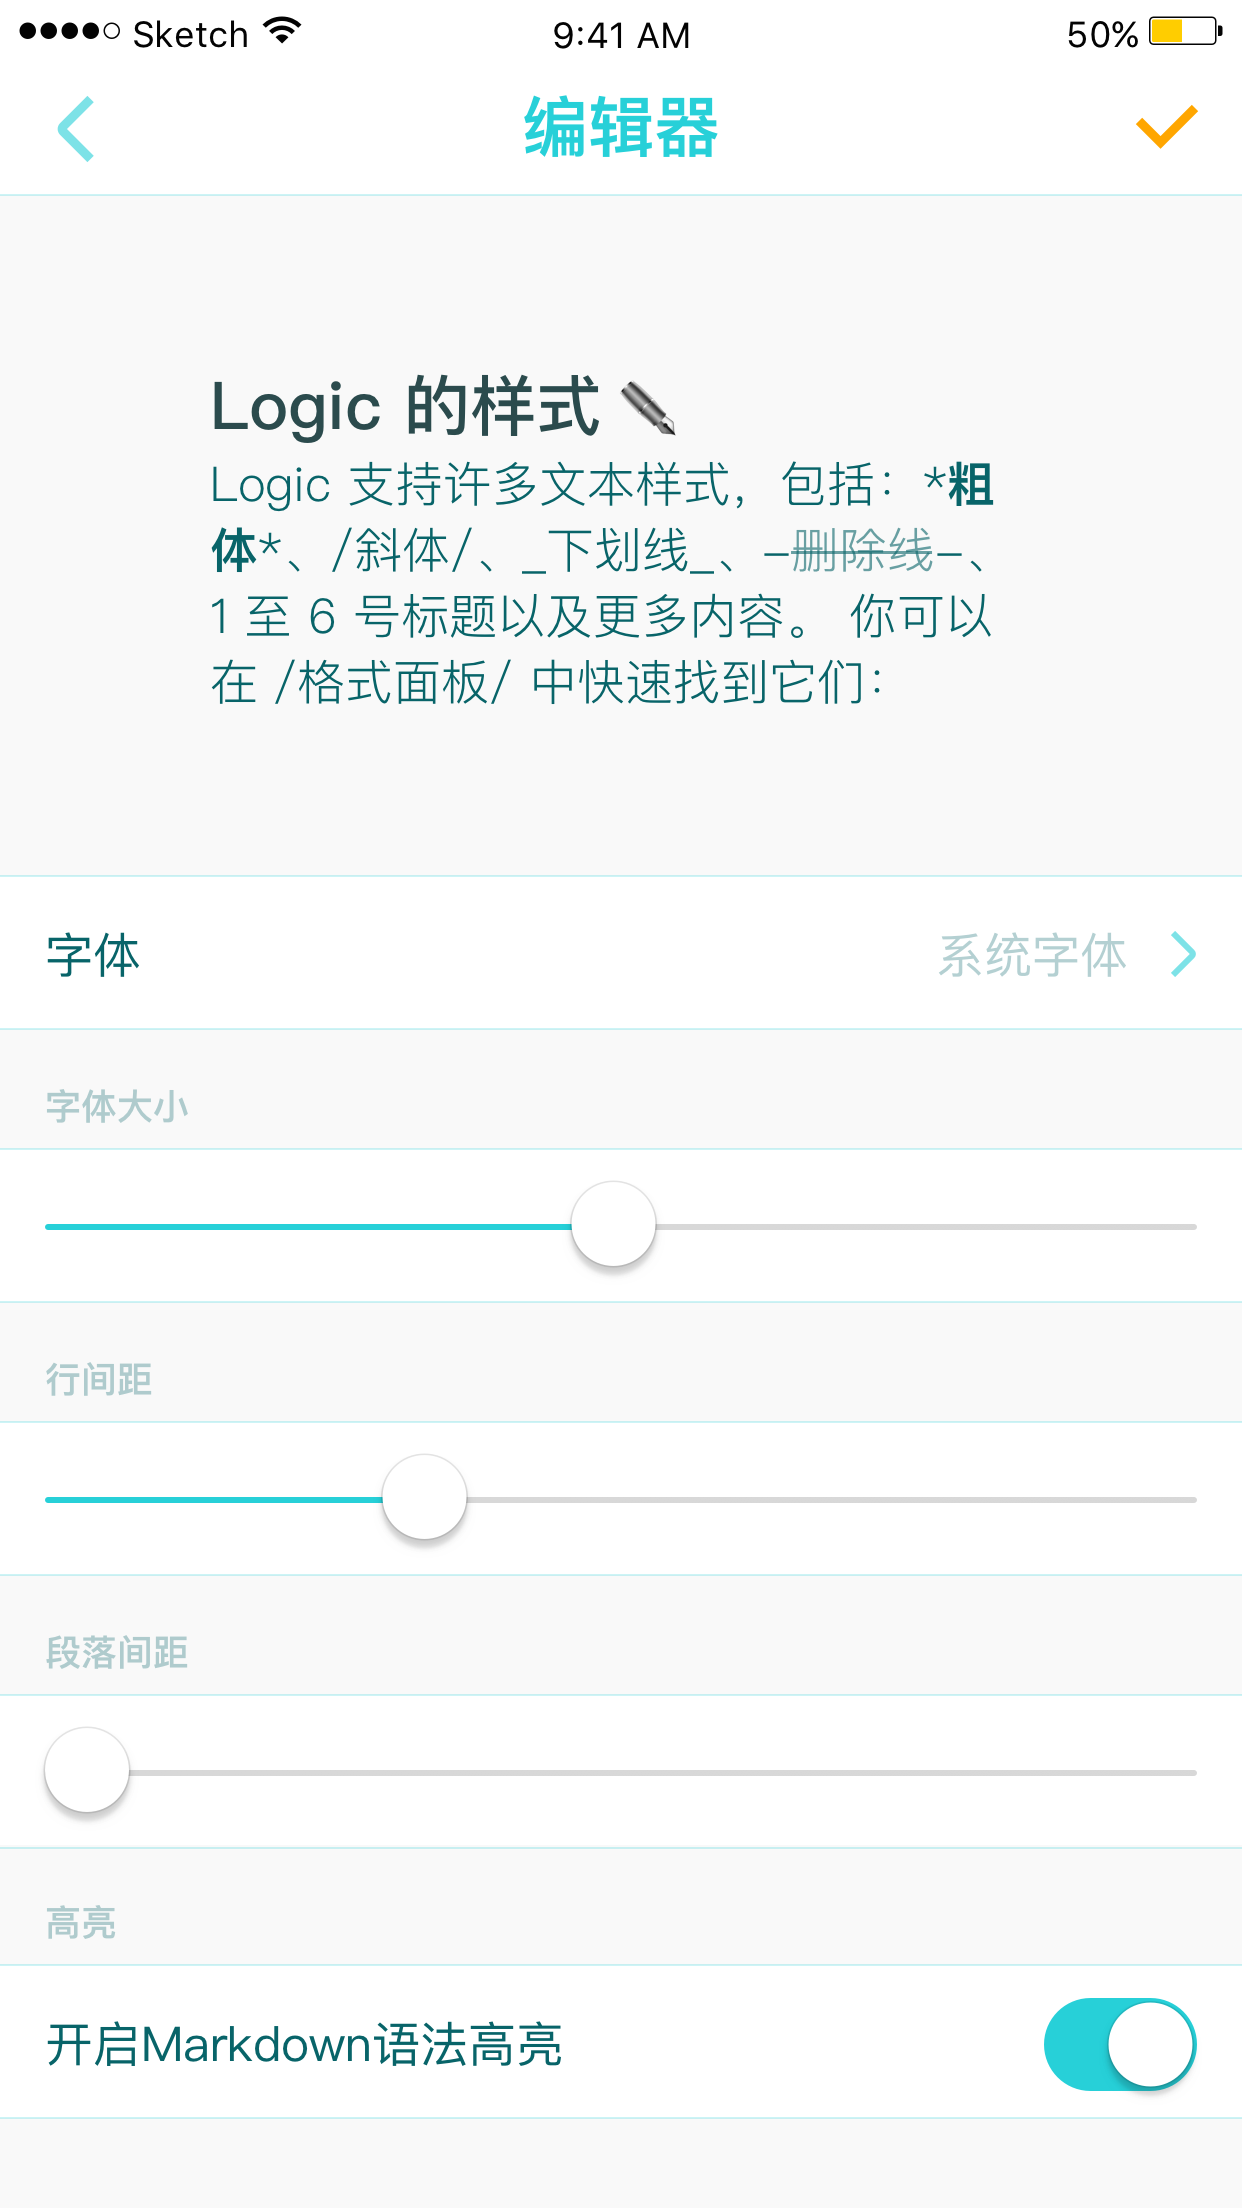 Sketch 9:41 AM 50%
编辑器
Logic 的样式 ✒
Logic 支持许多文本样式，包括：*粗
体*、/斜体/、_下划线_、–删除线–、
1 至 6 号标题以及更多内容。 你可以
在 /格式面板/ 中快速找到它们：
字体 系统字体
字体大小
行间距
段落间距
高亮
开启Markdown语法高亮